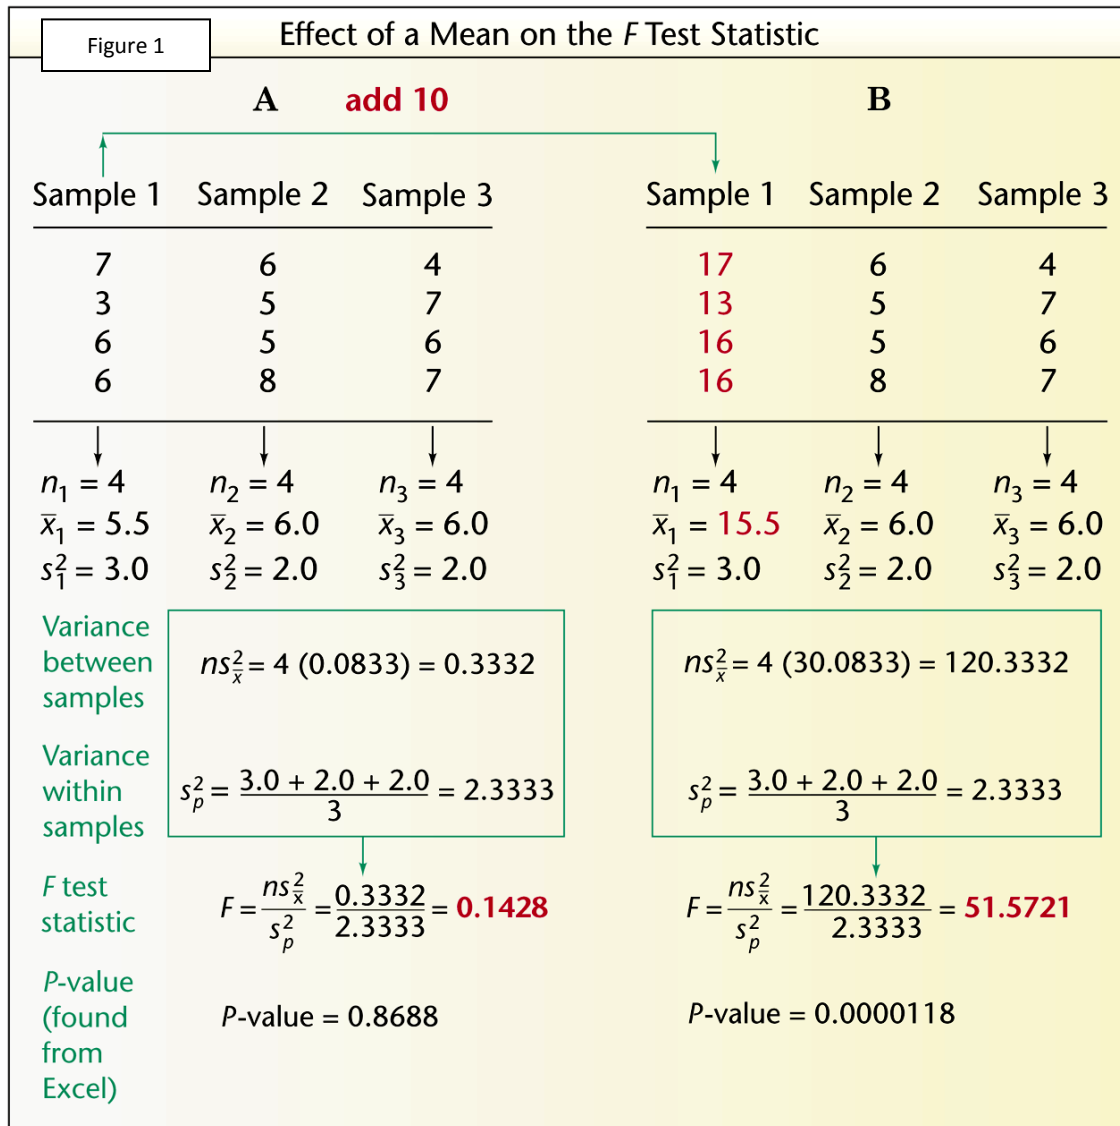 Figure 1
Effect of a Mean on the F Test Statistic
A add 10 B
Sample 1 Sample 2 Sample 3 Sample 1 Sample 2 Sample 3
7 6 4 17 6 4
3 5 7 13 5 7
6 5 6 16 5 6
6 8 7 16 8 7
n₁ = 4 n₂ = 4 n₃ = 4 n₁ = 4 n₂ = 4 n₃ = 4
x̄₁ = 5.5 x̄₂ = 6.0 x̄₃ = 6.0 x̄₁ = 15.5 x̄₂ = 6.0 x̄₃ = 6.0
s₁² = 3.0 s₂² = 2.0 s₃² = 2.0 s₁² = 3.0 s₂² = 2.0 s₃² = 2.0
Variance
between
samples
ns²x̄ = 4 (0.0833) = 0.3332 ns²x̄ = 4 (30.0833) = 120.3332
Variance
within
samples
s²p = 3.0 + 2.0 + 2.0 / 3 = 2.3333 s²p = 3.0 + 2.0 + 2.0 / 3 = 2.3333
F test
statistic
F = ns²x̄ / s²p = 0.3332 / 2.3333 = 0.1428 F = ns²x̄ / s²p = 120.3332 / 2.3333 = 51.5721
P-value
(found
from
Excel)
P-value = 0.8688 P-value = 0.0000118